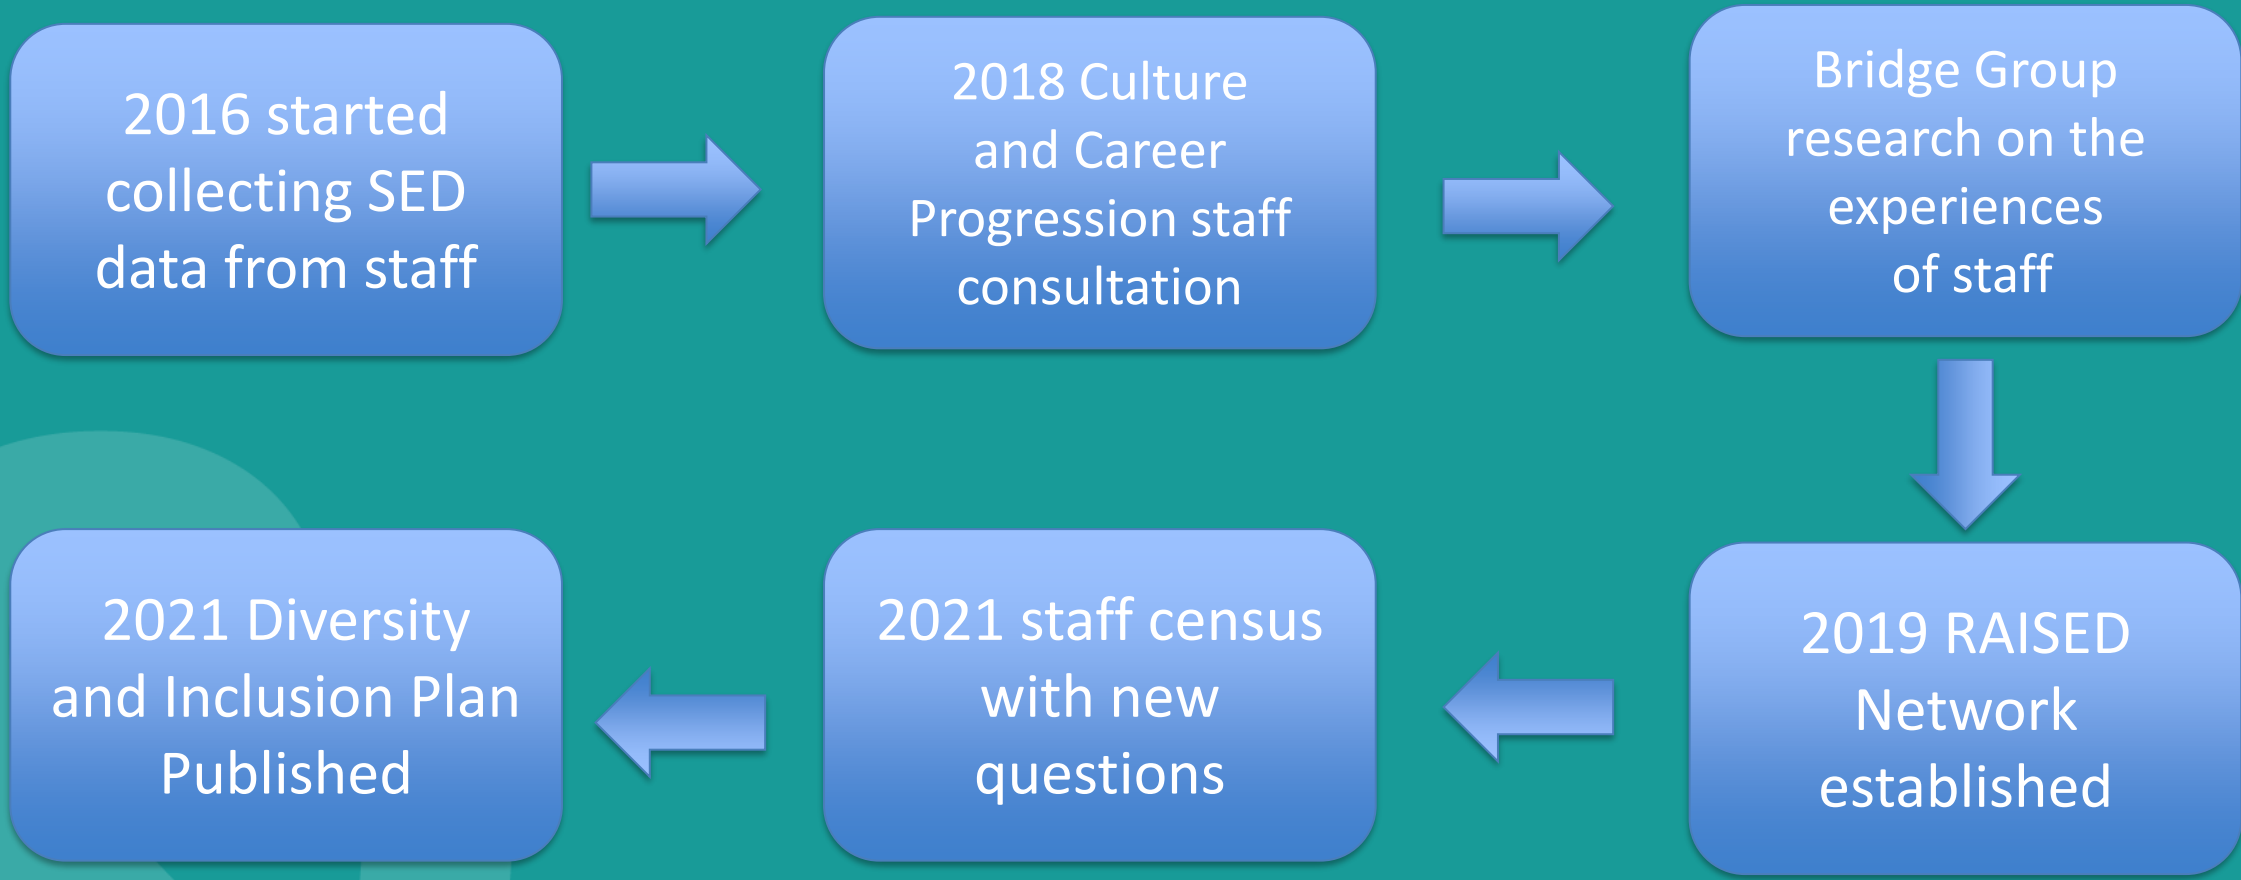 2016 started
collecting SED
data from staff
2018 Culture
and Career
Progression staff
consultation
Bridge Group
research on the
experiences
of staff
2019 RAISED
Network
established
2021 staff census
with new
questions
2021 Diversity
and Inclusion Plan
Published